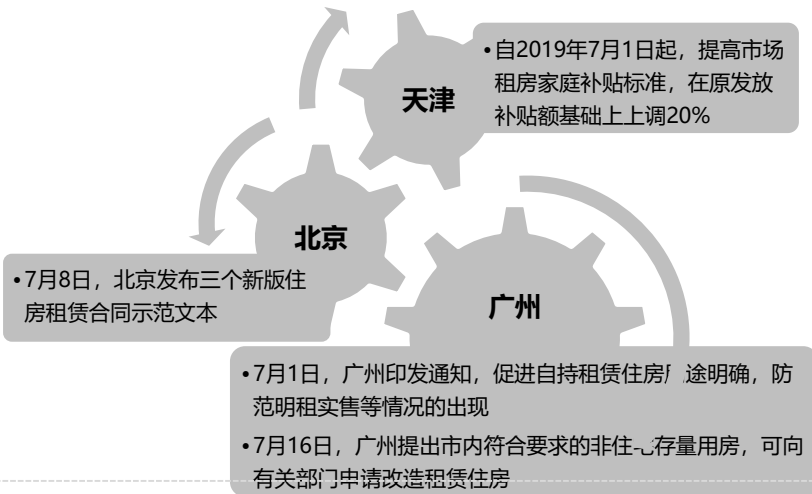 天津
•自2019年7月1日起，提高市场
租房家庭补贴标准，在原发放
补贴额基础上上调20%
北京
•7月8日，北京发布三个新版住
房租赁合同示范文本
广州
•7月1日，广州印发通知，促进自持租赁住房 途明确，防
范明租实售等情况的出现
•7月16日，广州提出市内符合要求的非住 存量用房，可向
有关部门申请改造租赁住房